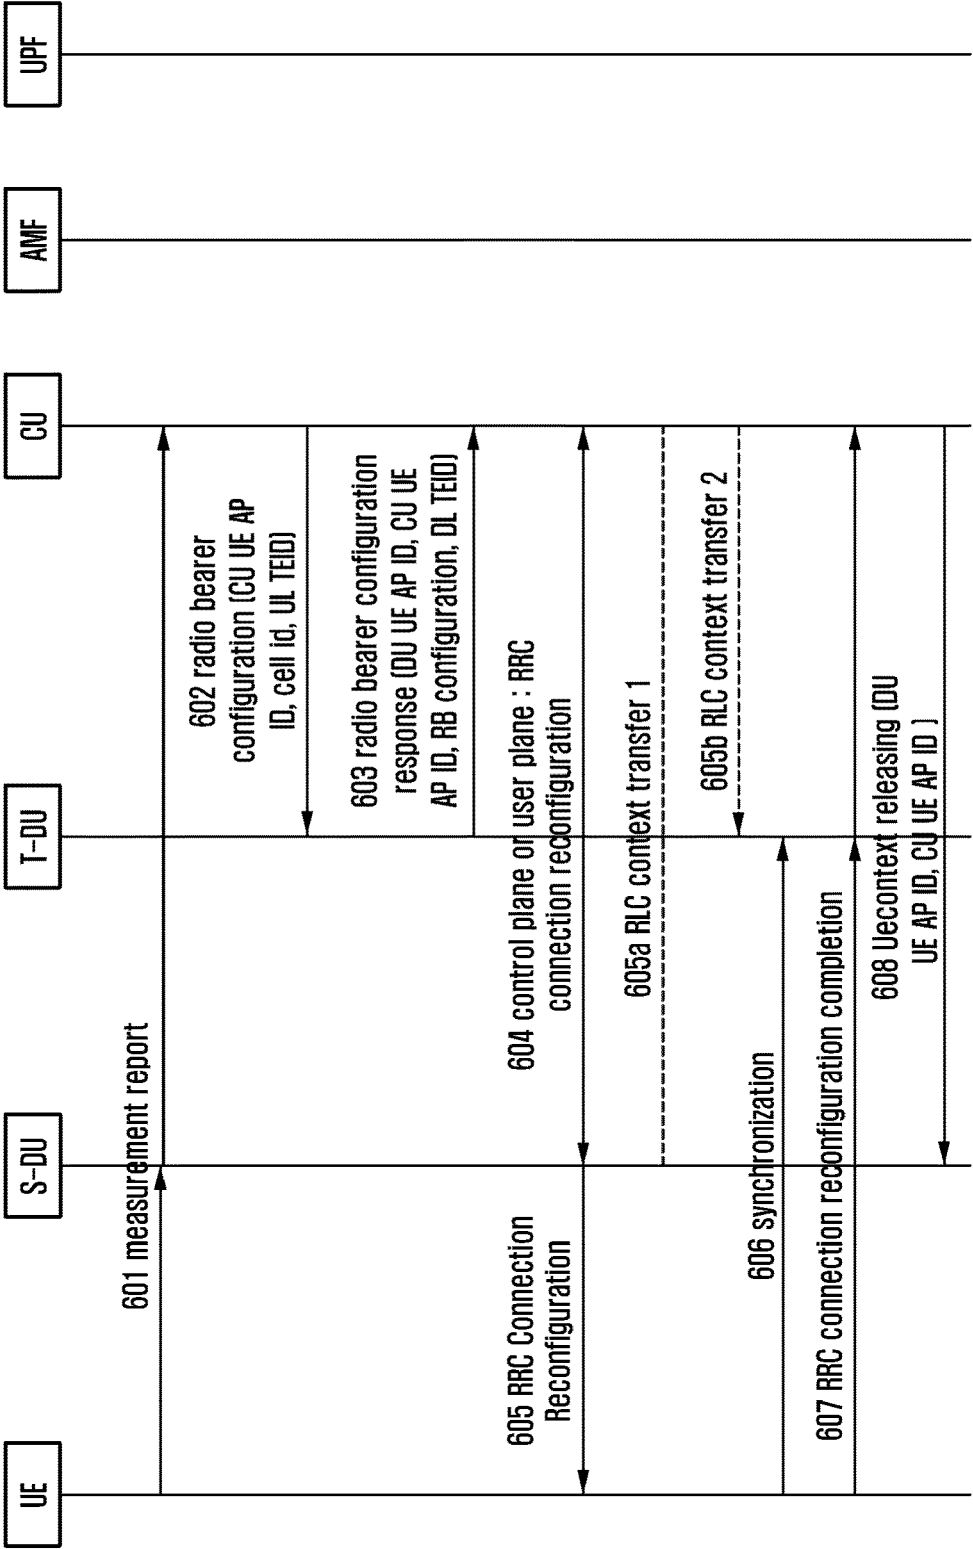 UE
S-DU
T-DU
CU
AMF
UPF
601 measurement report
602 radio bearer
configuration (CU UE AP
ID, cell id, UL TEID)
603 radio bearer configuration
response (DU UE AP ID, CU UE
AP ID, RB configuration, DL TEID)
604 control plane or user plane : RRC
connection reconfiguration
605 RRC Connection
Reconfiguration
605a RLC context transfer 1
605b RLC context transfer 2
606 synchronization
607 RRC connection reconfiguration completion
608 Uecontext releasing (DU
UE AP ID, CU UE AP ID )